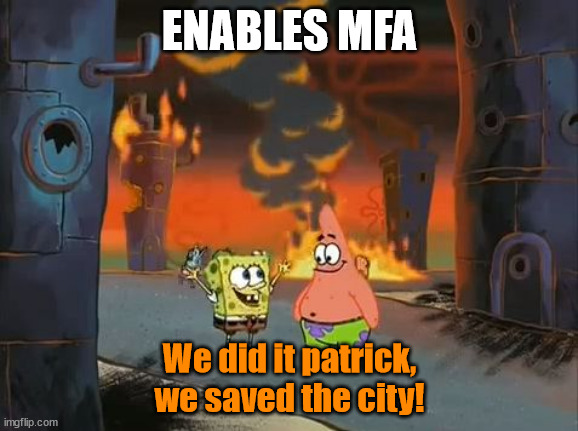 ENABLES MFA
We did it patrick,
we saved the city!
imgflip.com